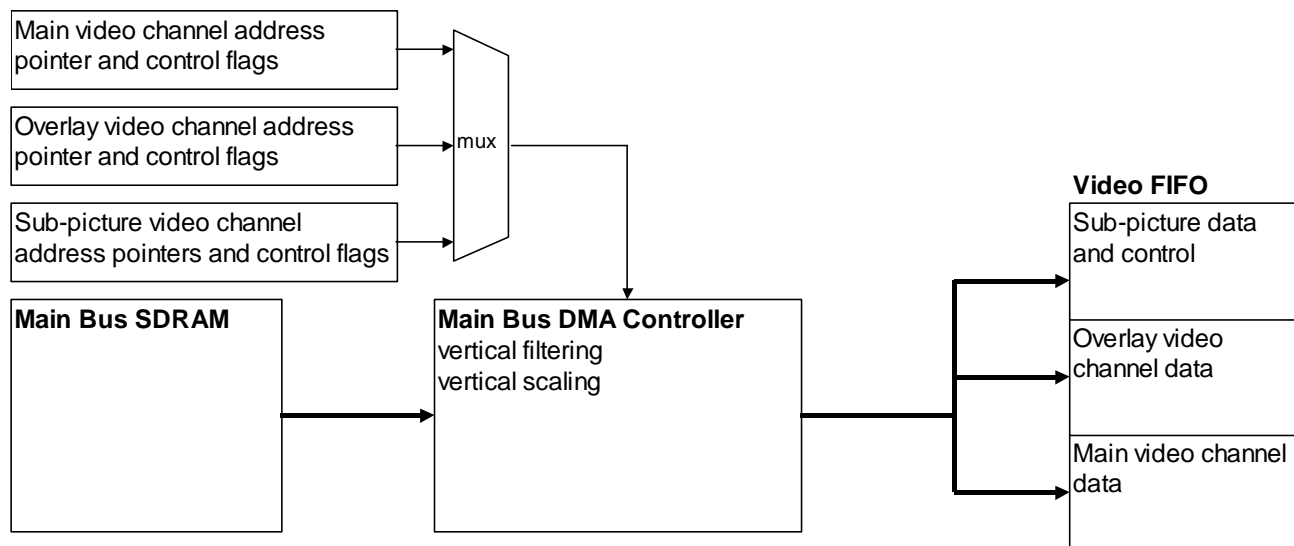 Main video channel address
pointer and control flags
Overlay video channel address
pointer and control flags
mux
Sub-picture video channel
address pointers and control flags
Video FIFO
Sub-picture data
and control
Main Bus SDRAM
Main Bus DMA Controller
vertical filtering
vertical scaling
Overlay video
channel data
Main video channel
data